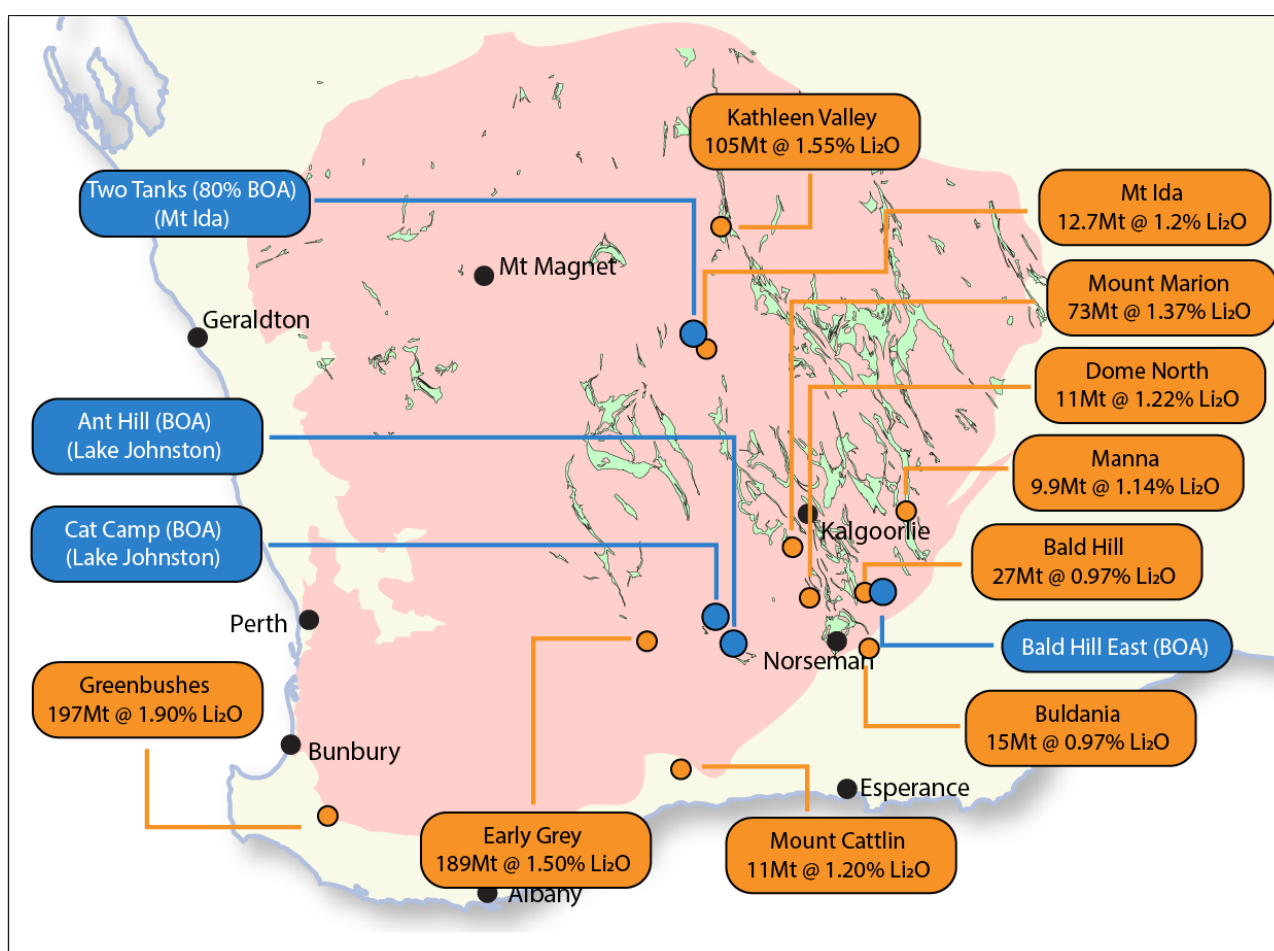 Kathleen Valley
105Mt @ 1.55% Li₂O
Two Tanks (80% BOA)
(Mt Ida)
Mt Ida
12.7Mt @ 1.2% Li₂O
Mt Magnet
Mount Marion
73Mt @ 1.37% Li₂O
Geraldton
Dome North
11Mt @ 1.22% Li₂O
Ant Hill (BOA)
(Lake Johnston)
Manna
9.9Mt @ 1.14% Li₂O
Cat Camp (BOA)
(Lake Johnston)
Kalgoorlie
Bald Hill
27Mt @ 0.97% Li₂O
Perth
Norseman
Bald Hill East (BOA)
Greenbushes
197Mt @ 1.90% Li₂O
Buldania
15Mt @ 0.97% Li₂O
Bunbury
Esperance
Early Grey
189Mt @ 1.50% Li₂O
Mount Cattlin
11Mt @ 1.20% Li₂O
Albany